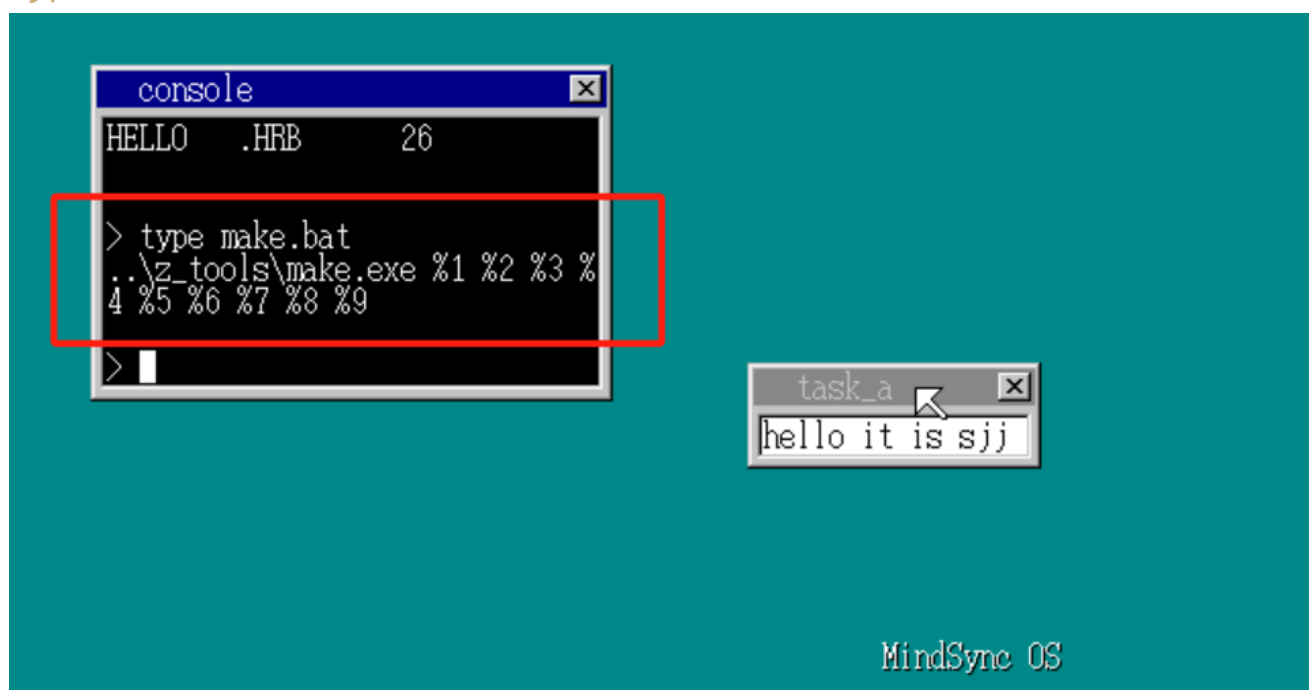 console
HELLO .HRB 26
> type make.bat
..\z_tools\make.exe %1 %2 %3 %
4 %5 %6 %7 %8 %9
>
task_a
hello it is sjj
MindSync OS